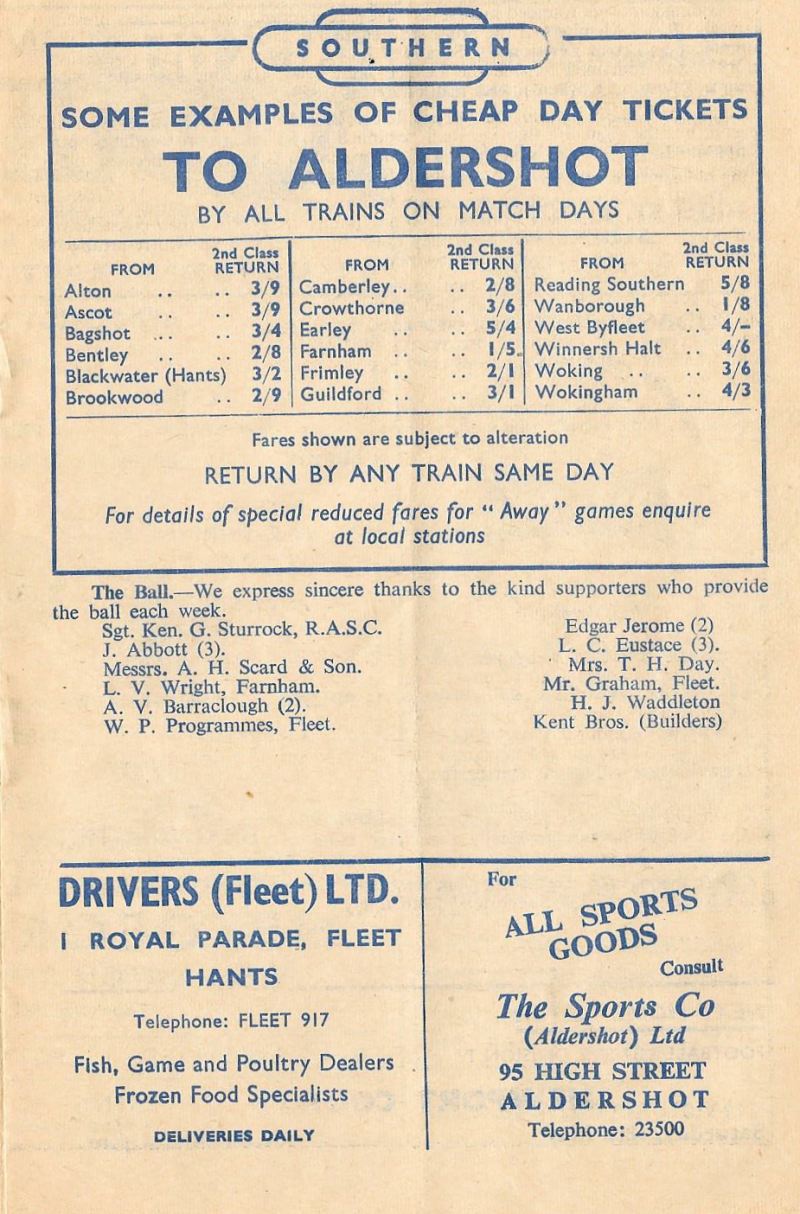 SOUTHERN
SOME EXAMPLES OF CHEAP DAY TICKETS
TO ALDERSHOT
BY ALL TRAINS ON MATCH DAYS
FROM 2nd Class RETURN
Alton .. .. 3/9
Ascot .. .. 3/9
Bagshot .. .. 3/4
Bentley .. .. 2/8
Blackwater (Hants) 3/2
Brookwood .. 2/9
FROM 2nd Class RETURN
Camberley.. .. 2/8
Crowthorne .. 3/6
Earley .. .. 5/4
Farnham .. .. 1/5
Frimley .. .. 2/1
Guildford .. .. 3/1
FROM 2nd Class RETURN
Reading Southern 5/8
Wanborough .. 1/8
West Byfleet .. 4/-
Winnersh Halt .. 4/6
Woking .. .. 3/6
Wokingham .. 4/3
Fares shown are subject to alteration
RETURN BY ANY TRAIN SAME DAY
For details of special reduced fares for "Away" games enquire
at local stations
The Ball.—We express sincere thanks to the kind supporters who provide
the ball each week.
Sgt. Ken. G. Sturrock, R.A.S.C.
J. Abbott (3).
Messrs. A. H. Scard & Son.
L. V. Wright, Farnham.
A. V. Barraclough (2).
W. P. Programmes, Fleet.
Edgar Jerome (2)
L. C. Eustace (3).
Mrs. T. H. Day.
Mr. Graham, Fleet.
H. J. Waddleton
Kent Bros. (Builders)
DRIVERS (Fleet) LTD.
1 ROYAL PARADE, FLEET
HANTS
Telephone: FLEET 917
Fish, Game and Poultry Dealers
Frozen Food Specialists
DELIVERIES DAILY
For
ALL SPORTS
GOODS
Consult
The Sports Co
(Aldershot) Ltd
95 HIGH STREET
ALDERSHOT
Telephone: 23500